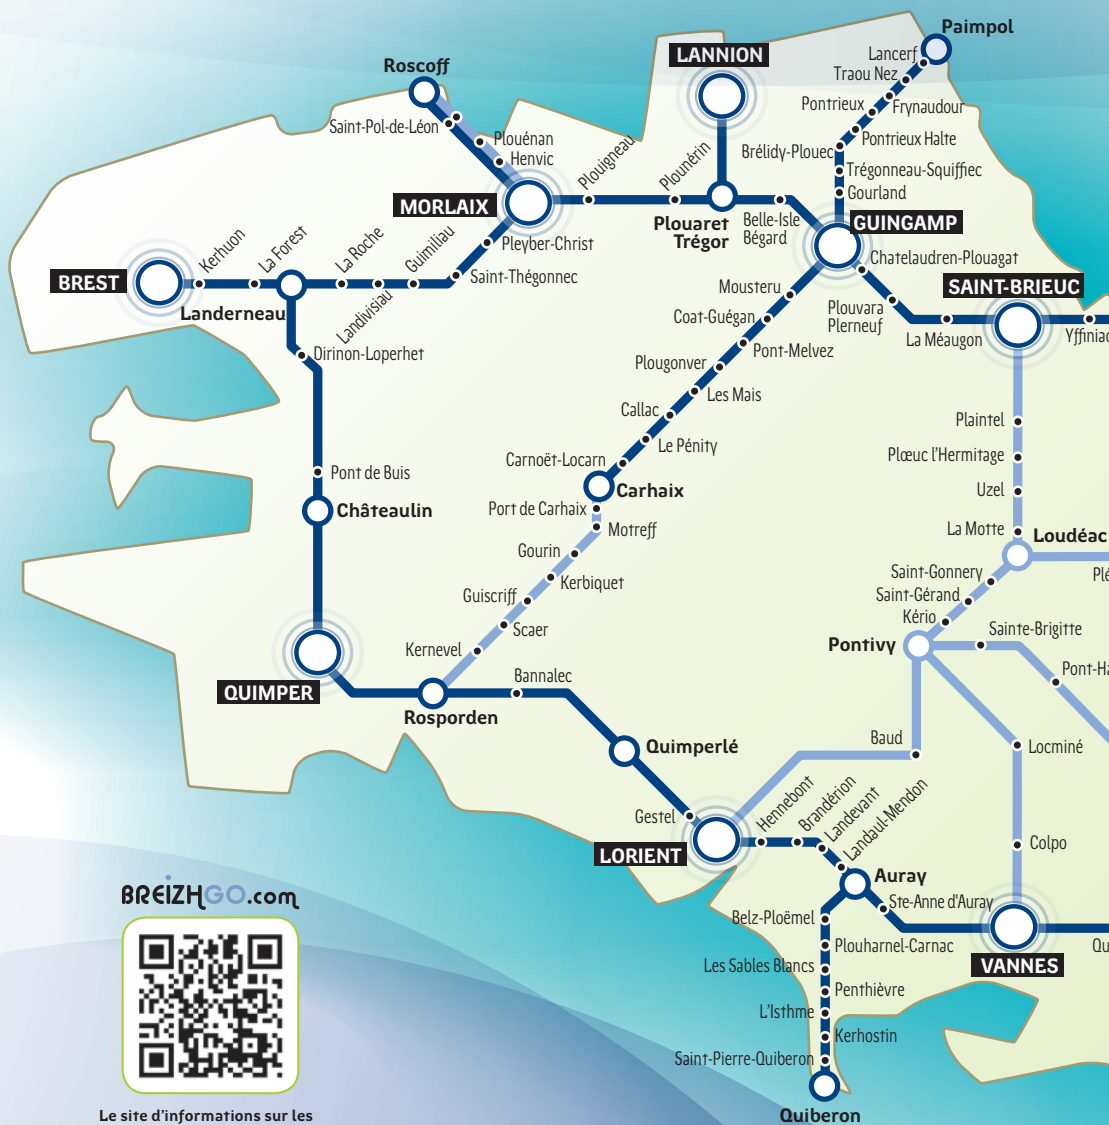 Paimpol
Lancerf
LANNION
Roscoff
Traou Nez
Pontrieux
Frynaudour
Saint-Pol-de-Léon
Plouénan
Pontrieux Halte
Henvic
Plouigneau
Plounérin
Brélidy-Plouec
Trégonneau-Squiffiec
Gourland
MORLAIX
Plouaret
Trégor
Belle-Isle
Bégard
GUINGAMP
Kerhuon
La Forest
La Roche
Guimiliau
Pleyber-Christ
Chatelaudren-Plouagat
BREST
Saint-Thégonnec
Mousteru
SAINT-BRIEUC
Landerneau
Landivisiau
Coat-Guégan
Plouvara
Plerneuf
La Méaugon
Yffiniac
Dirinon-Loperhet
Pont-Melvez
Plougonver
Les Mais
Callac
Plaintel
Le Pénity
Plœuc l'Hermitage
Carnoët-Locarn
Pont de Buis
Carhaix
Uzel
Châteaulin
Port de Carhaix
Motreff
La Motte
Loudéac
Gourin
Kerbiquet
Saint-Gonnery
Plé
Guiscriff
Saint-Gérand
Kério
Scaer
Sainte-Brigitte
Kernevel
Pontivy
Pont-Ha
Bannalec
QUIMPER
Rosporden
Quimperlé
Baud
Locminé
Gestel
Hennebont
Brandérion
Landevant
Landaul-Mendon
LORIENT
Colpo
Auray
Ste-Anne d'Auray
BREIZHGO.com
Belz-Ploëmel
Plouharnel-Carnac
Qu
Les Sables Blancs
VANNES
Penthièvre
L'Isthme
Kerhostin
Saint-Pierre-Quiberon
Quiberon
Le site d'informations sur les